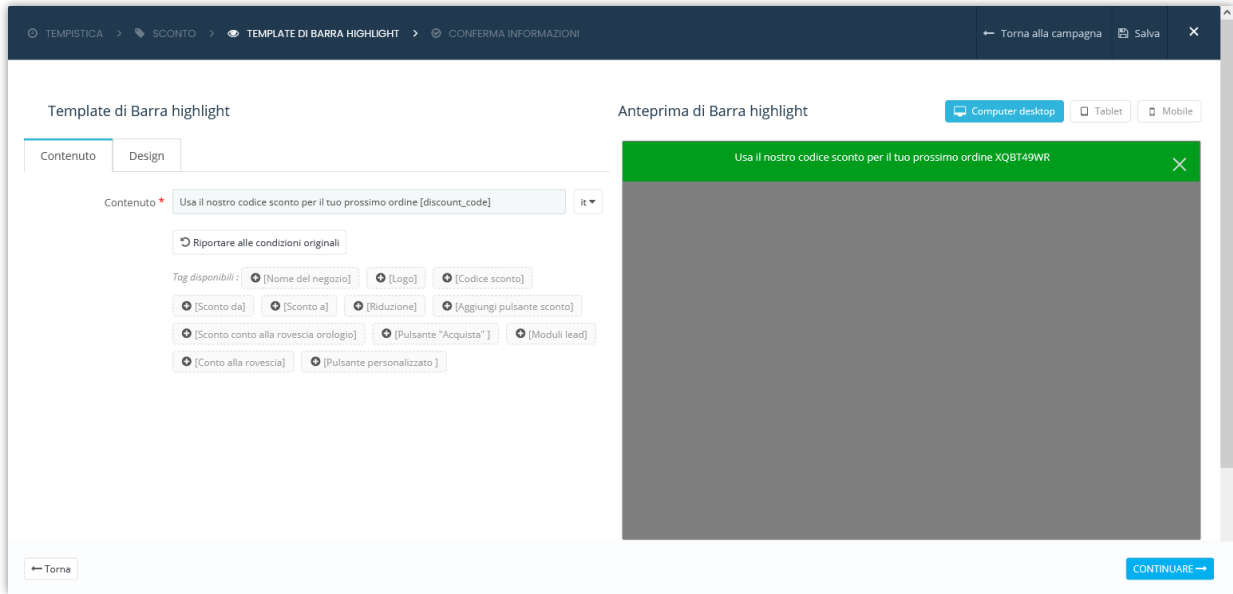 TEMPISTICA > SCONTO > TEMPLATE DI BARRA HIGHLIGHT > CONFERMA INFORMAZIONI
← Torna alla campagna Salva ×
Template di Barra highlight
Anteprima di Barra highlight
Computer desktop Tablet Mobile
Contenuto Design
Usa il nostro codice sconto per il tuo prossimo ordine XQBT49WR
Contenuto * Usa il nostro codice sconto per il tuo prossimo ordine [discount_code] it
Riportare alle condizioni originali
Tag disponibili : [Nome del negozio] [Logo] [Codice sconto]
[Sconto da] [Sconto a] [Riduzione] [Aggiungi pulsante sconto]
[Sconto conto alla rovescia orologio] [Pulsante "Acquista" ] [Moduli lead]
[Conto alla rovescia] [Pulsante personalizzato ]
← Torna
CONTINUARE →